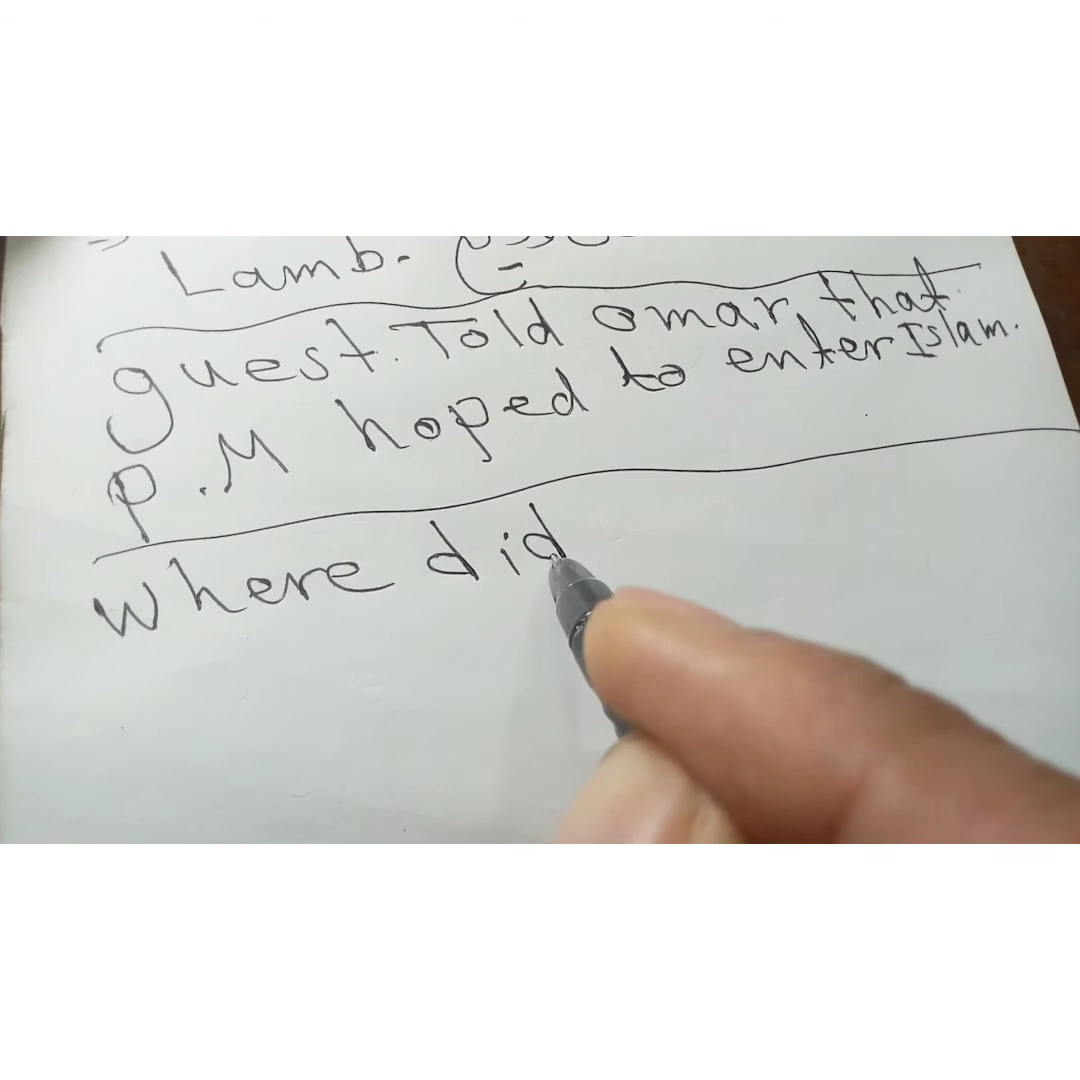 Lamb. (
guest. Told omar, that
P.M hoped to enter Islam.
where did